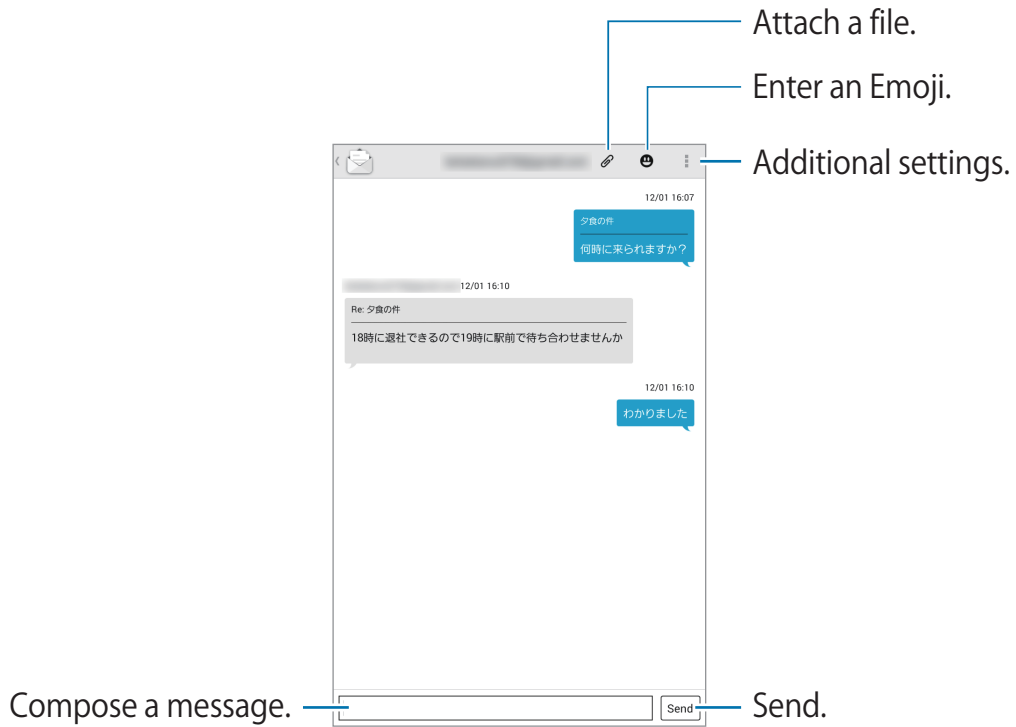 Attach a file.
Enter an Emoji.
Additional settings.
12/01 16:07
夕食の件
何時に来られますか？
12/01 16:10
Re: 夕食の件
18時に退社できるので19時に駅前で待ち合わせませんか
12/01 16:10
わかりました
Compose a message.
Send
Send.